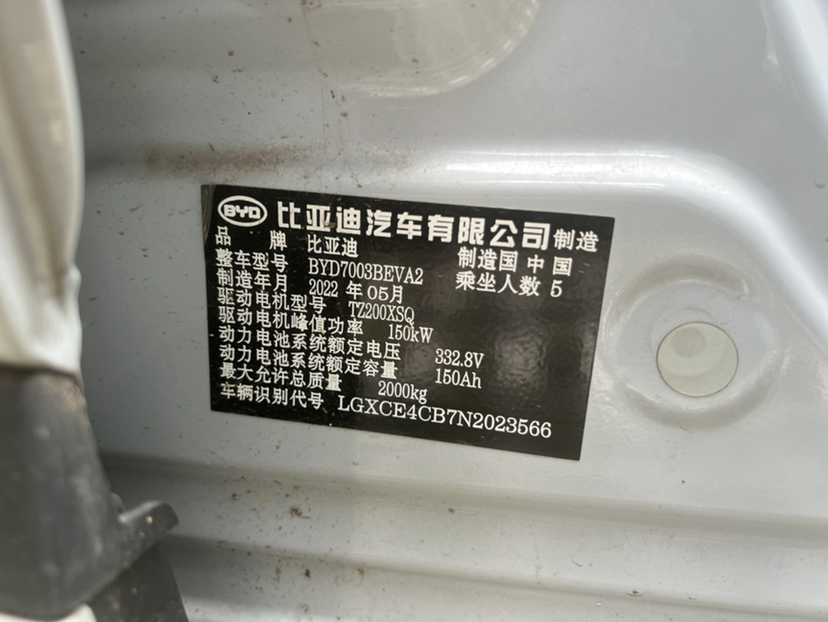 BYD 比亚迪汽车有限公司 制造
品 牌 比亚迪 制造国 中国
整车型号 BYD7003BEVA2 乘坐人数 5
制造年月 2022 年 05月
驱动电机型号 TZ200XSQ
驱动电机峰值功率 150kW
动力电池系统额定电压 332.8V
动力电池系统额定容量 150Ah
最大允许总质量 2000kg
车辆识别代号 LGXCE4CB7N2023566